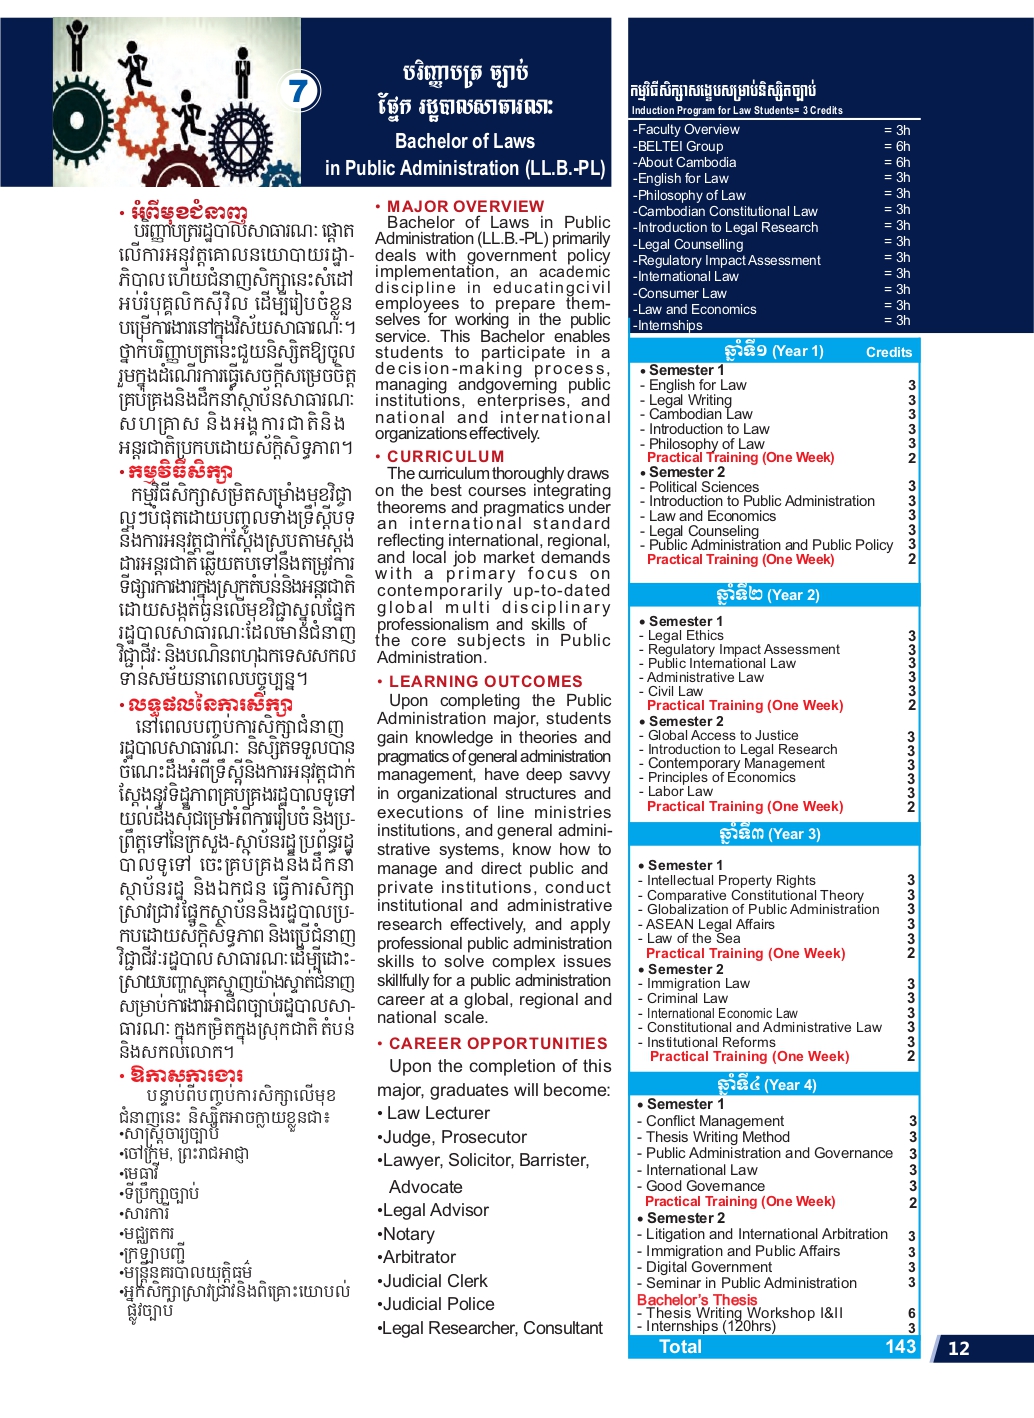 7
បរិញ្ញាបត្រ ច្បាប់
ផ្នែក រដ្ឋបាលសាធារណៈ
Bachelor of Laws
in Public Administration (LL.B.-PL)
• អំពីមុខជំនាញ
បរិញ្ញាបត្ររដ្ឋបាលសាធារណៈ ផ្តោត
លើការអនុវត្តគោលនយោបាយរដ្ឋា-
ភិបាល ហើយជំនាញសិក្សានេះសំដៅ
អប់រំបុគ្គលិកស៊ីវិល ដើម្បីរៀបចំខ្លួន
បម្រើការងារនៅក្នុងវិស័យសាធារណៈ។
ថ្នាក់បរិញ្ញាបត្រនេះជួយនិស្សិតឱ្យចូល
រួមក្នុងដំណើរការធ្វើសេចក្តីសម្រេចចិត្ត
គ្រប់គ្រងនិងដឹកនាំស្ថាប័នសាធារណៈ
សហគ្រាស និងអង្គការជាតិនិង
អន្តរជាតិប្រកបដោយស័ក្តិសិទ្ធភាព។
• កម្មវិធីសិក្សា
កម្មវិធីសិក្សាសម្រិតសម្រាំងមុខវិជ្ជា
ល្អៗបំផុតដោយបញ្ចូលទាំងទ្រឹស្តីបទ
និងការអនុវត្តជាក់ស្តែងស្របតាមស្តង់
ដារអន្តរជាតិ ឆ្លើយតបទៅនឹងតម្រូវការ
ទីផ្សារការងារក្នុងស្រុកតំបន់និងអន្តរជាតិ
ដោយសង្កត់ធ្ងន់លើមុខវិជ្ជាស្នូលផ្នែក
រដ្ឋបាលសាធារណៈដែលមានជំនាញ
វិជ្ជាជីវៈ និងបណិនពហុឯកទេសសកល
ទាន់សម័យនាពេលបច្ចុប្បន្ន។
• លទ្ធផលនៃការសិក្សា
នៅពេលបញ្ចប់ការសិក្សាជំនាញ
រដ្ឋបាលសាធារណៈ និស្សិតទទួលបាន
ចំណេះដឹងអំពីទ្រឹស្តីនិងការអនុវត្តជាក់
ស្តែងនូវទិដ្ឋភាពគ្រប់គ្រងរដ្ឋបាលទូទៅ
យល់ដឹងស៊ីជម្រៅអំពីការរៀបចំ និងប្រ-
ព្រឹត្តទៅនៃក្រសួង-ស្ថាប័នរដ្ឋ ប្រព័ន្ធរដ្ឋ
បាលទូទៅ ចេះគ្រប់គ្រងនិងដឹកនាំ
ស្ថាប័នរដ្ឋ និងឯកជន ធ្វើការសិក្សា
ស្រាវជ្រាវផ្នែកស្ថាប័ននិងរដ្ឋបាលប្រ-
កបដោយស័ក្តិសិទ្ធភាព និងប្រើជំនាញ
វិជ្ជាជីវៈរដ្ឋបាលសាធារណៈដើម្បីដោះ-
ស្រាយបញ្ហាស្មុគស្មាញយ៉ាងស្ទាត់ជំនាញ
សម្រាប់ការងារអាជីពច្បាប់រដ្ឋបាលសា-
ធារណៈ ក្នុងកម្រិតក្នុងស្រុកជាតិ តំបន់
និងសកលលោក។
• ឱកាសការងារ
បន្ទាប់ពីបញ្ចប់ការសិក្សាលើមុខ
ជំនាញនេះ និស្សិតអាចក្លាយខ្លួនជា៖
•សាស្ត្រចារ្យច្បាប់
•ចៅក្រម, ព្រះរាជអាជ្ញា
•មេធាវី
•ទីប្រឹក្សាច្បាប់
•សារការី
•មជ្ឈតករ
•ក្រឡាបញ្ជី
•មន្ត្រីនគរបាលយុត្តិធម៌
•អ្នកសិក្សាស្រាវជ្រាវនិងពិគ្រោះយោបល់
ផ្លូវច្បាប់
• MAJOR OVERVIEW
Bachelor of Laws in Public
Administration (LL.B.-PL) primarily
deals with government policy
implementation, an academic
discipline in educatingcivil
employees to prepare them-
selves for working in the public
service. This Bachelor enables
students to participate in a
decision-making process,
managing andgoverning public
institutions, enterprises, and
national and international
organizations effectively.
• CURRICULUM
The curriculum thoroughly draws
on the best courses integrating
theorems and pragmatics under
an international standard
reflecting international, regional,
and local job market demands
with a primary focus on
contemporarily up-to-dated
global multi disciplinary
professionalism and skills of
the core subjects in Public
Administration.
• LEARNING OUTCOMES
Upon completing the Public
Administration major, students
gain knowledge in theories and
pragmatics of general administration
management, have deep savvy
in organizational structures and
executions of line ministries
institutions, and general admini-
strative systems, know how to
manage and direct public and
private institutions, conduct
institutional and administrative
research effectively, and apply
professional public administration
skills to solve complex issues
skillfully for a public administration
career at a global, regional and
national scale.
• CAREER OPPORTUNITIES
Upon the completion of this
major, graduates will become:
• Law Lecturer
•Judge, Prosecutor
•Lawyer, Solicitor, Barrister,
Advocate
•Legal Advisor
•Notary
•Arbitrator
•Judicial Clerk
•Judicial Police
•Legal Researcher, Consultant
កម្មវិធីសិក្សាសង្ខេបសម្រាប់និស្សិតច្បាប់
Induction Program for Law Students= 3 Credits
-Faculty Overview = 3h
-BELTEI Group = 6h
-About Cambodia = 6h
-English for Law = 3h
-Philosophy of Law = 3h
-Cambodian Constitutional Law = 3h
-Introduction to Legal Research = 3h
-Legal Counselling = 3h
-Regulatory Impact Assessment = 3h
-International Law = 3h
-Consumer Law = 3h
-Law and Economics = 3h
-Internships = 3h
ឆ្នាំទី១ (Year 1) Credits
• Semester 1
- English for Law 3
- Legal Writing 3
- Cambodian Law 3
- Introduction to Law 3
- Philosophy of Law 3
Practical Training (One Week) 2
• Semester 2
- Political Sciences 3
- Introduction to Public Administration 3
- Law and Economics 3
- Legal Counseling 3
- Public Administration and Public Policy 3
Practical Training (One Week) 2
ឆ្នាំទី២ (Year 2)
• Semester 1
- Legal Ethics 3
- Regulatory Impact Assessment 3
- Public International Law 3
- Administrative Law 3
- Civil Law 3
Practical Training (One Week) 2
• Semester 2
- Global Access to Justice 3
- Introduction to Legal Research 3
- Contemporary Management 3
- Principles of Economics 3
- Labor Law 3
Practical Training (One Week) 2
ឆ្នាំទី៣ (Year 3)
• Semester 1
- Intellectual Property Rights 3
- Comparative Constitutional Theory 3
- Globalization of Public Administration 3
- ASEAN Legal Affairs 3
- Law of the Sea 3
Practical Training (One Week) 2
• Semester 2
- Immigration Law 3
- Criminal Law 3
- International Economic Law 3
- Constitutional and Administrative Law 3
- Institutional Reforms 3
Practical Training (One Week) 2
ឆ្នាំទី៤ (Year 4)
• Semester 1
- Conflict Management 3
- Thesis Writing Method 3
- Public Administration and Governance 3
- International Law 3
- Good Governance 3
Practical Training (One Week) 2
• Semester 2
- Litigation and International Arbitration 3
- Immigration and Public Affairs 3
- Digital Government 3
- Seminar in Public Administration 3
Bachelor's Thesis
- Thesis Writing Workshop I&II 6
- Internships (120hrs) 3
Total 143
12